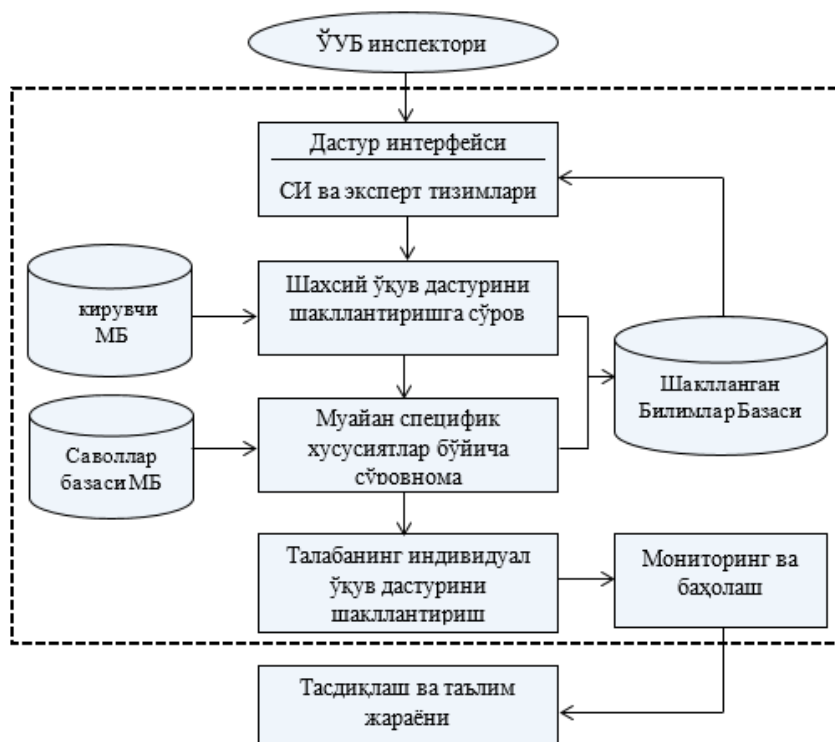 ЎУБ инспектори
Дастур интерфейси
СИ ва эксперт тизимлари
кирувчи
МБ
Шахсий ўқув дастурини
шакллантиришга сўров
Шаклланган
Билимлар Базаси
Саволлар
базаси МБ
Муайан специфик
хусусиятлар бўйича
сўровнома
Талабанинг индивидуал
ўқув дастурини
шакллантириш
Мониторинг ва
баҳолаш
Тасдиқлаш ва таълим
жараёни